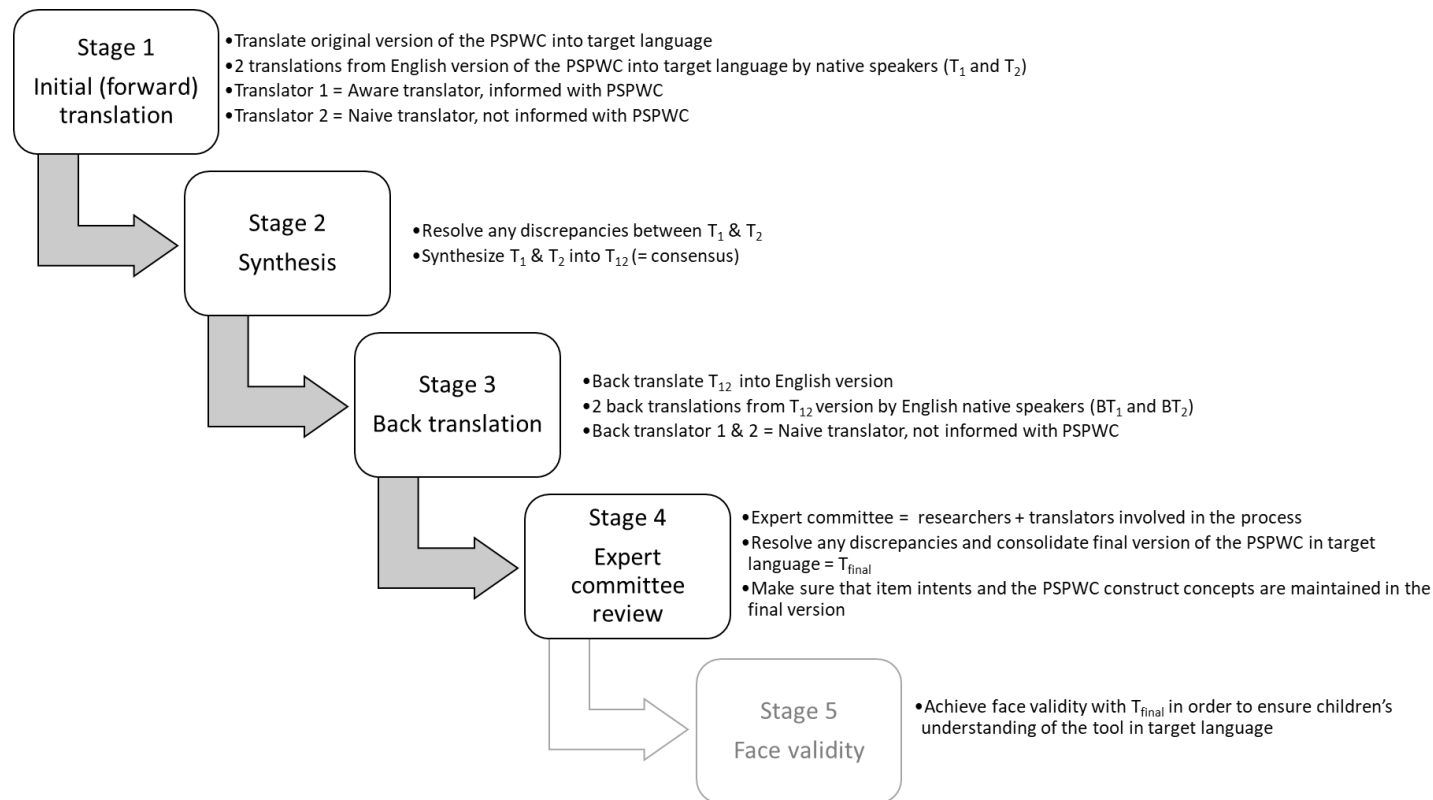 Stage 1
Initial (forward)
translation
•Translate original version of the PSPWC into target language
•2 translations from English version of the PSPWC into target language by native speakers (T1 and T2)
•Translator 1 = Aware translator, informed with PSPWC
•Translator 2 = Naive translator, not informed with PSPWC
Stage 2
Synthesis
•Resolve any discrepancies between T1 & T2
•Synthesize T1 & T2 into T12 (= consensus)
Stage 3
Back translation
•Back translate T12 into English version
•2 back translations from T12 version by English native speakers (BT1 and BT2)
•Back translator 1 & 2 = Naive translator, not informed with PSPWC
Stage 4
Expert
committee
review
•Expert committee = researchers + translators involved in the process
•Resolve any discrepancies and consolidate final version of the PSPWC in target
language = Tfinal
•Make sure that item intents and the PSPWC construct concepts are maintained in the
final version
Stage 5
Face validity
•Achieve face validity with Tfinal in order to ensure children's
understanding of the tool in target language